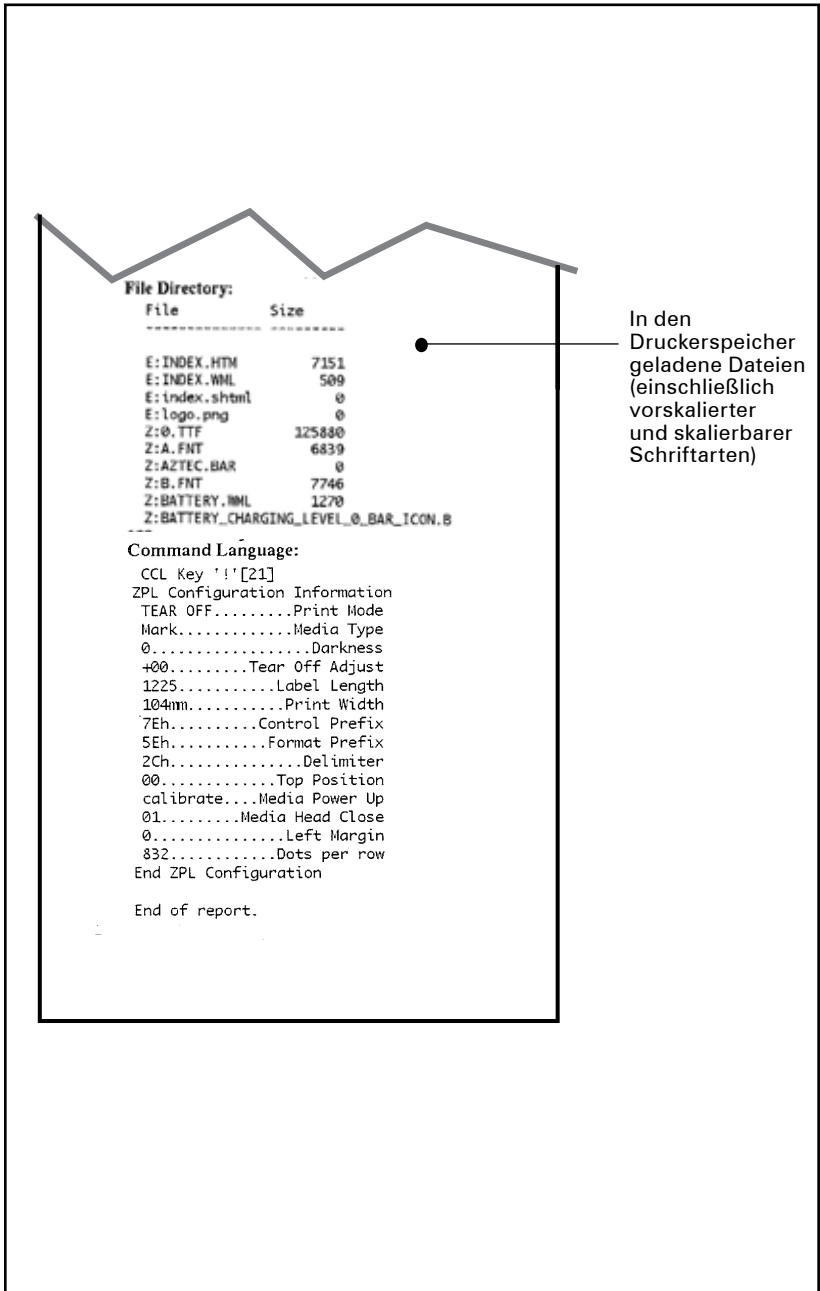 File Directory:
File Size
-------------- ---------
E:INDEX.HTM 7151
E:INDEX.WML 509
E:index.shtml 0
E:logo.png 0
Z:0.TTF 125880
Z:A.FNT 6839
Z:AZTEC.BAR 0
Z:B.FNT 7746
Z:BATTERY.WML 1270
Z:BATTERY_CHARGING_LEVEL_0_BAR_ICON.B
In den
Druckerspeicher
geladene Dateien
(einschließlich
vorskalierter
und skalierbarer
Schriftarten)
Command Language:
CCL Key '!'[21]
ZPL Configuration Information
TEAR OFF.........Print Mode
Mark.............Media Type
0..................Darkness
+00.........Tear Off Adjust
1225...........Label Length
104mm...........Print Width
7Eh..........Control Prefix
5Eh...........Format Prefix
2Ch...............Delimiter
00.............Top Position
calibrate....Media Power Up
01.........Media Head Close
0...............Left Margin
832............Dots per row
End ZPL Configuration
End of report.